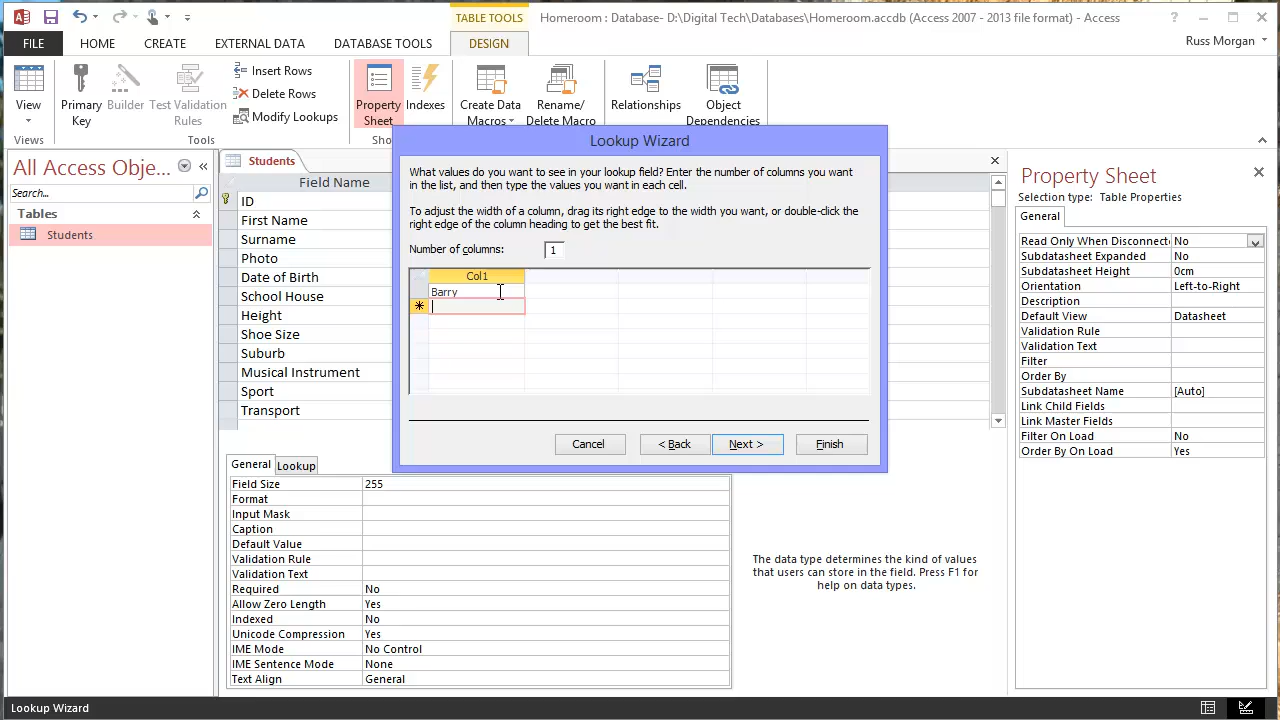 TABLE TOOLS
Homeroom : Database- D:\Digital Tech\Databases\Homeroom.accdb (Access 2007 - 2013 file format) - Access
FILE HOME CREATE EXTERNAL DATA DATABASE TOOLS DESIGN
Russ Morgan
View
Primary Key
Builder
Test Validation Rules
Insert Rows
Delete Rows
Modify Lookups
Property Sheet
Indexes
Create Data Macros
Rename/ Delete Macro
Relationships
Object Dependencies
Views
Tools
Sho
All Access Obje...
Search...
Tables
Students
Students
Field Name
ID
First Name
Surname
Photo
Date of Birth
School House
Height
Shoe Size
Suburb
Musical Instrument
Sport
Transport
Lookup Wizard
What values do you want to see in your lookup field? Enter the number of columns you want
in the list, and then type the values you want in each cell.
To adjust the width of a column, drag its right edge to the width you want, or double-click the
right edge of the column heading to get the best fit.
Number of columns: 1
Col1
Barry
Cancel < Back Next > Finish
Property Sheet
Selection type: Table Properties
General
Read Only When Disconnecte No
Subdatasheet Expanded No
Subdatasheet Height 0cm
Orientation Left-to-Right
Description
Default View Datasheet
Validation Rule
Validation Text
Filter
Order By
Subdatasheet Name [Auto]
Link Child Fields
Link Master Fields
Filter On Load No
Order By On Load Yes
General Lookup
Field Size 255
Format
Input Mask
Caption
Default Value
Validation Rule
Validation Text
Required No
Allow Zero Length Yes
Indexed No
Unicode Compression Yes
IME Mode No Control
IME Sentence Mode None
Text Align General
The data type determines the kind of values
that users can store in the field. Press F1 for
help on data types.
Lookup Wizard